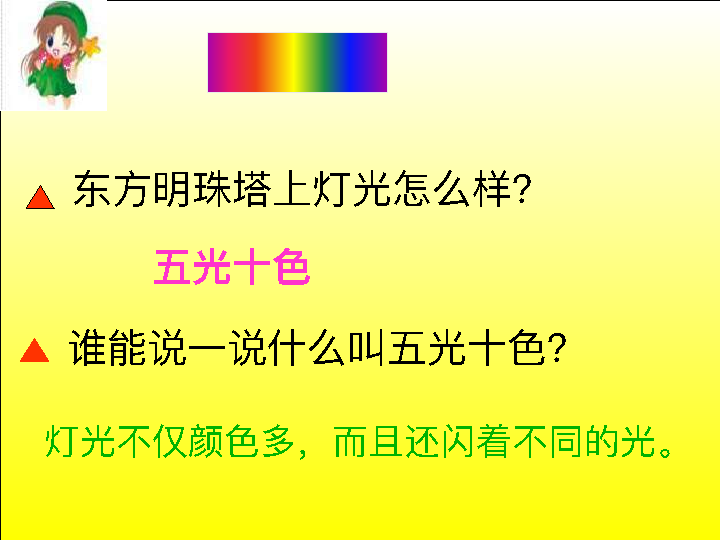 东方明珠塔上灯光怎么样?
五光十色
谁能说一说什么叫五光十色?
灯光不仅颜色多，而且还闪着不同的光。